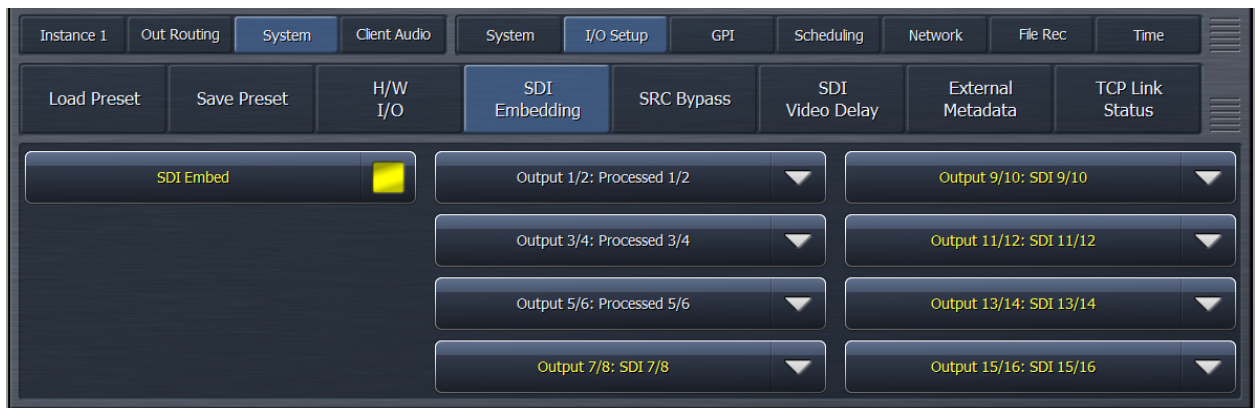 Instance 1 Out Routing System Client Audio System I/O Setup GPI Scheduling Network File Rec Time
Load Preset Save Preset H/W I/O SDI Embedding SRC Bypass SDI Video Delay External Metadata TCP Link Status
SDI Embed Output 1/2: Processed 1/2 Output 9/10: SDI 9/10
Output 3/4: Processed 3/4 Output 11/12: SDI 11/12
Output 5/6: Processed 5/6 Output 13/14: SDI 13/14
Output 7/8: SDI 7/8 Output 15/16: SDI 15/16